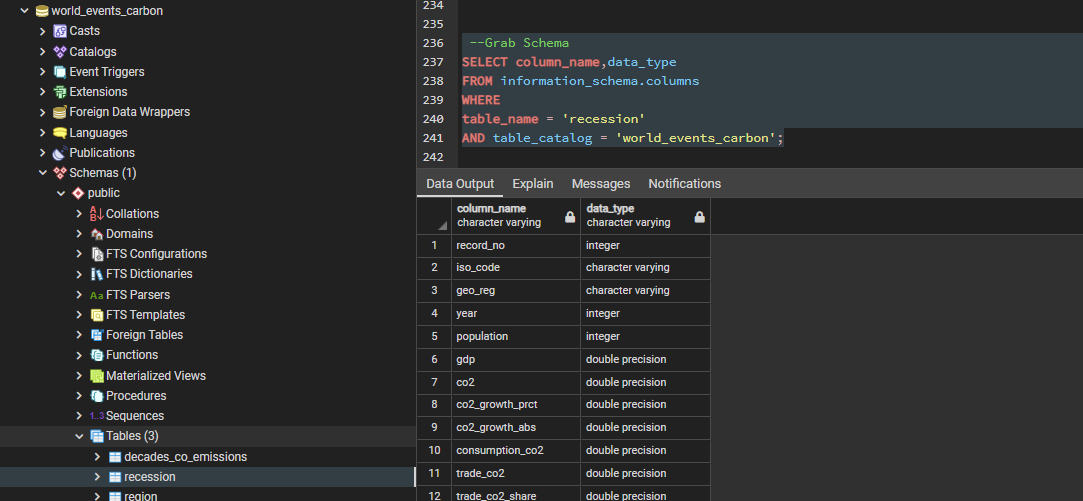 world_events_carbon
Casts
Catalogs
Event Triggers
Extensions
Foreign Data Wrappers
Languages
Publications
Schemas (1)
public
Collations
Domains
FTS Configurations
FTS Dictionaries
Aa FTS Parsers
FTS Templates
Foreign Tables
Functions
Materialized Views
Procedures
1..3 Sequences
Tables (3)
decades_co_emissions
recession
region
234
235
236 --Grab Schema
237 SELECT column_name,data_type
238 FROM information_schema.columns
239 WHERE
240 table_name = 'recession'
241 AND table_catalog = 'world_events_carbon';
242
Data Output Explain Messages Notifications
column_name data_type
character varying character varying
1 record_no integer
2 iso_code character varying
3 geo_reg character varying
4 year integer
5 population integer
6 gdp double precision
7 co2 double precision
8 co2_growth_prct double precision
9 co2_growth_abs double precision
10 consumption_co2 double precision
11 trade_co2 double precision
12 trade_co2_share double precision